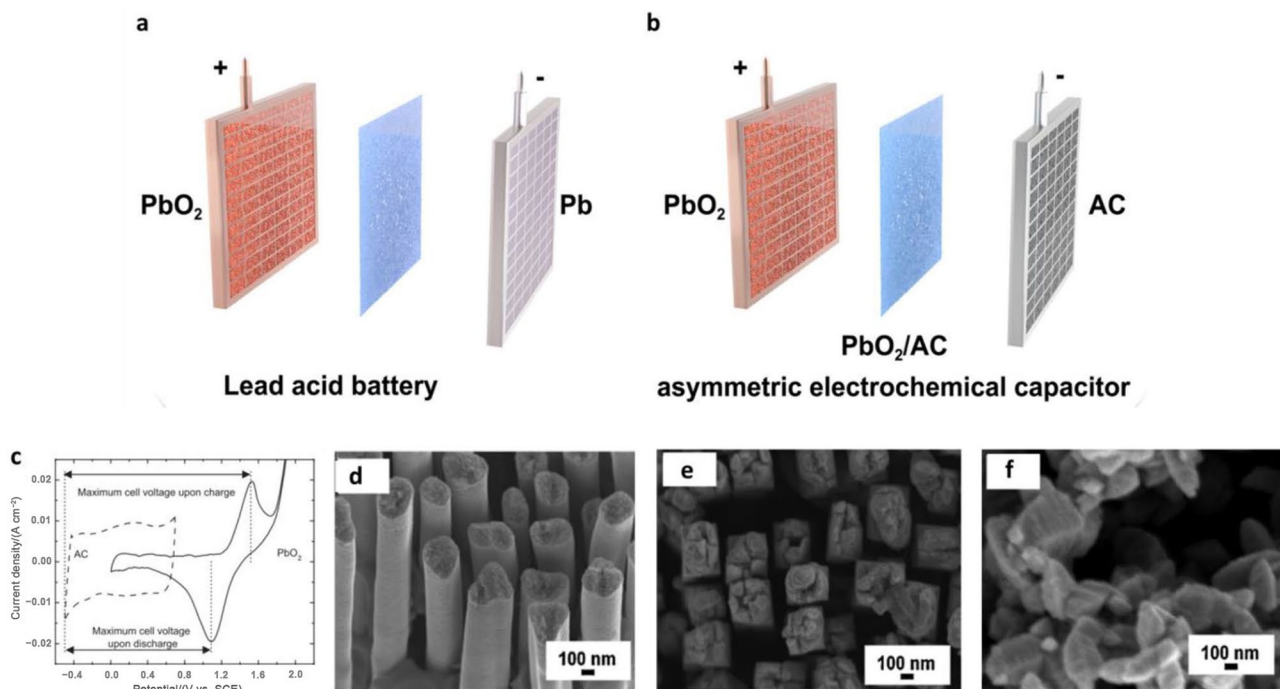 a
+
-
PbO₂
Pb
Lead acid battery
b
+
-
PbO₂
AC
PbO₂/AC
asymmetric electrochemical capacitor
c
Current density/(A cm⁻²)
0.02
0.01
0.00
−0.01
−0.02
Maximum cell voltage upon charge
AC
PbO₂
Maximum cell voltage
upon discharge
−0.4 0.0 0.4 0.8 1.2 1.6 2.0
Potential/(V vs. SCE)
d
100 nm
e
100 nm
f
100 nm